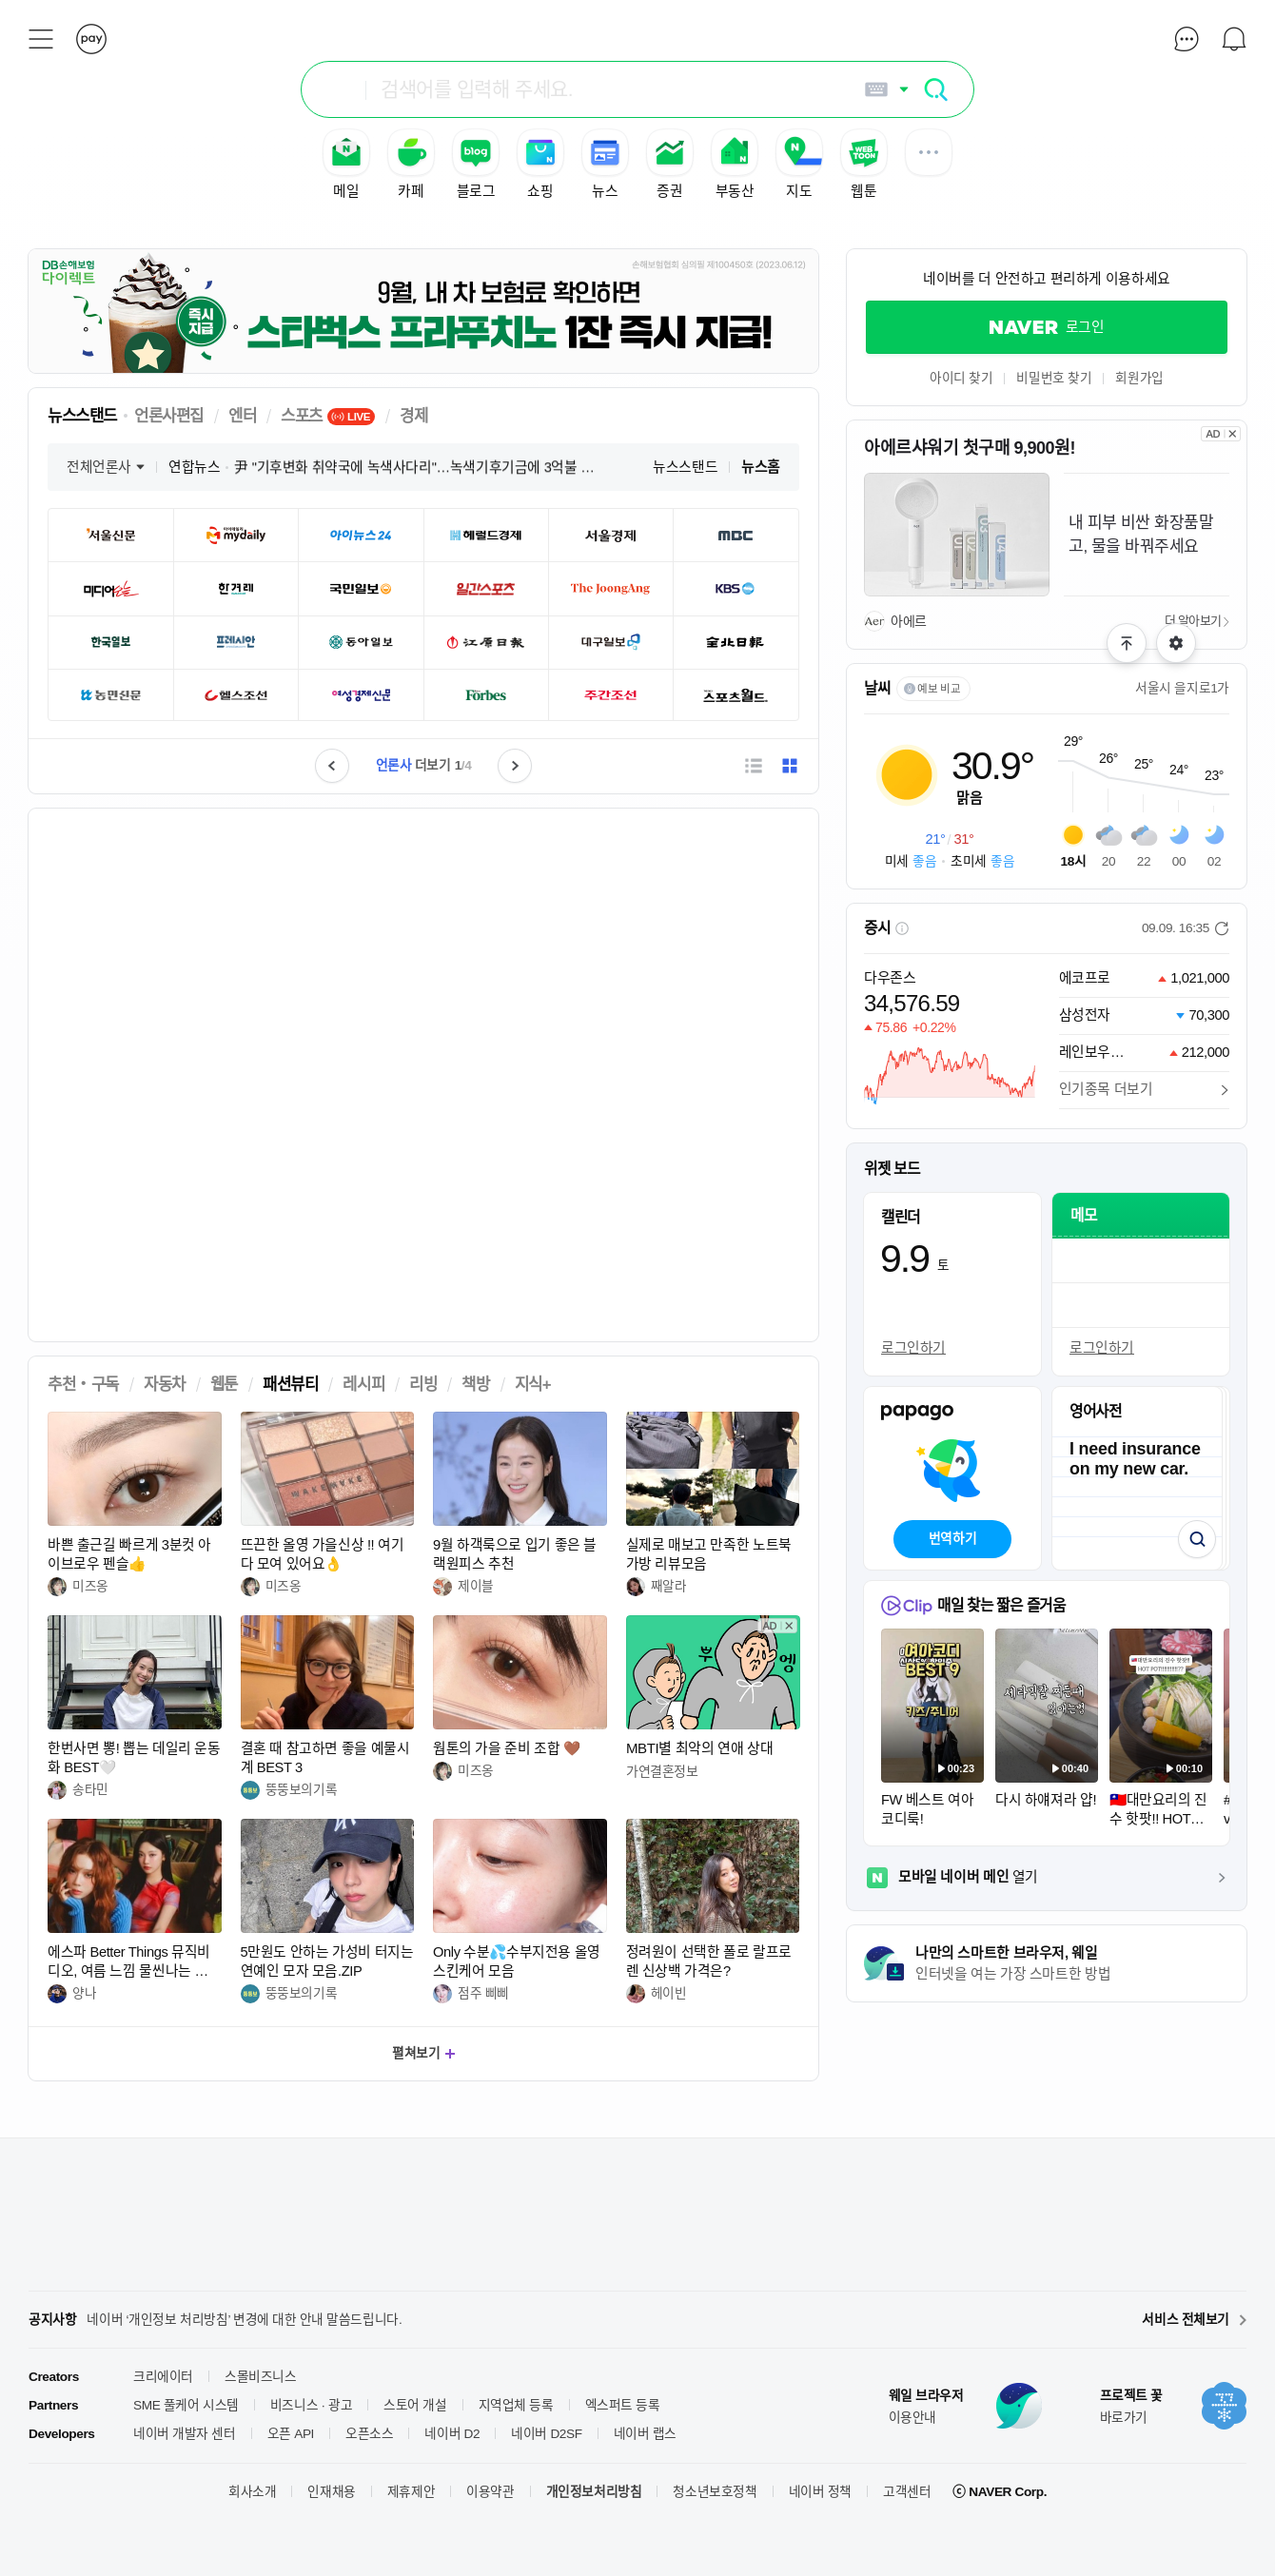 pay
검색어를 입력해 주세요.
메일
카페
블로그
쇼핑
뉴스
증권
부동산
지도
웹툰
DB손해보험 다이렉트
손해보험협회 심의필 제100450호 (2023.06.12)
즉시 지급
9월, 내 차 보험료 확인하면
스타벅스 프라푸치노 1잔 즉시 지급!
네이버를 더 안전하고 편리하게 이용하세요
NAVER 로그인
아이디 찾기
비밀번호 찾기
회원가입
뉴스스탠드 언론사편집 엔터 스포츠 LIVE 경제
전체언론사 연합뉴스 尹 "기후변화 취약국에 녹색사다리"…녹색기후기금에 3억불 … 뉴스스탠드 뉴스홈
서울신문 mydaily 아이뉴스24 헤럴드경제 서울경제 MBC
미디어오늘 한겨레 국민일보 일간스포츠 The JoongAng KBS
한국일보 프레시안 동아일보 江原日報 대구일보 全北日報
농민신문 헬스조선 여성경제신문 Forbes 주간조선 스포츠월드
언론사 더보기 1/4
AD
아에르샤워기 첫구매 9,900원!
내 피부 비싼 화장품말
고, 물을 바꿔주세요
Aer 아에르
더 알아보기
날씨 예보 비교 서울시 을지로1가
30.9°
맑음
21° / 31°
미세 좋음 초미세 좋음
29° 26° 25° 24° 23°
18시 20 22 00 02
증시 09.09. 16:35
다우존스
34,576.59
75.86 +0.22%
에코프로 1,021,000
삼성전자 70,300
레인보우… 212,000
인기종목 더보기
위젯 보드
캘린더
9.9 토
로그인하기
메모
로그인하기
papago
번역하기
영어사전
I need insurance
on my new car.
Clip 매일 찾는 짧은 즐거움
여아코디
BEST 9
키즈/주니어
00:23
00:40
🇹🇼대만요리의 진수 핫팟!!
00:10
FW 베스트 여아
코디룩!
다시 하얘져라 얍!
🇹🇼대만요리의 진
수 핫팟!! HOT…
모바일 네이버 메인 열기
나만의 스마트한 브라우저, 웨일
인터넷을 여는 가장 스마트한 방법
추천・구독 자동차 웹툰 패션뷰티 레시피 리빙 책방 지식+
WAKEMAKE
바쁜 출근길 빠르게 3분컷 아
이브로우 펜슬👍
미즈옹
뜨끈한 올영 가을신상 !! 여기
다 모여 있어요👌
미즈옹
9월 하객룩으로 입기 좋은 블
랙원피스 추천
제이블
실제로 매보고 만족한 노트북
가방 리뷰모음
째알라
한번사면 뽕! 뽑는 데일리 운동
화 BEST🤍
송타민
결혼 때 참고하면 좋을 예물시
계 BEST 3
뚱뚱보의기록
웜톤의 가을 준비 조합 🤎
미즈옹
AD
뿌 엥
MBTI별 최악의 연애 상대
가연결혼정보
에스파 Better Things 뮤직비
디오, 여름 느낌 물씬나는 …
양나
5만원도 안하는 가성비 터지는
연예인 모자 모음.ZIP
뚱뚱보의기록
Only 수분💦수부지전용 올영
스킨케어 모음
점주 삐삐
정려원이 선택한 폴로 랄프로
렌 신상백 가격은?
헤이빈
펼쳐보기
공지사항 네이버 '개인정보 처리방침' 변경에 대한 안내 말씀드립니다.
서비스 전체보기
Creators 크리에이터 스몰비즈니스
Partners SME 풀케어 시스템 비즈니스 · 광고 스토어 개설 지역업체 등록 엑스퍼트 등록
Developers 네이버 개발자 센터 오픈 API 오픈소스 네이버 D2 네이버 D2SF 네이버 랩스
웨일 브라우저
이용안내
프로젝트 꽃
바로가기
회사소개 인재채용 제휴제안 이용약관 개인정보처리방침 청소년보호정책 네이버 정책 고객센터 ⓒ NAVER Corp.